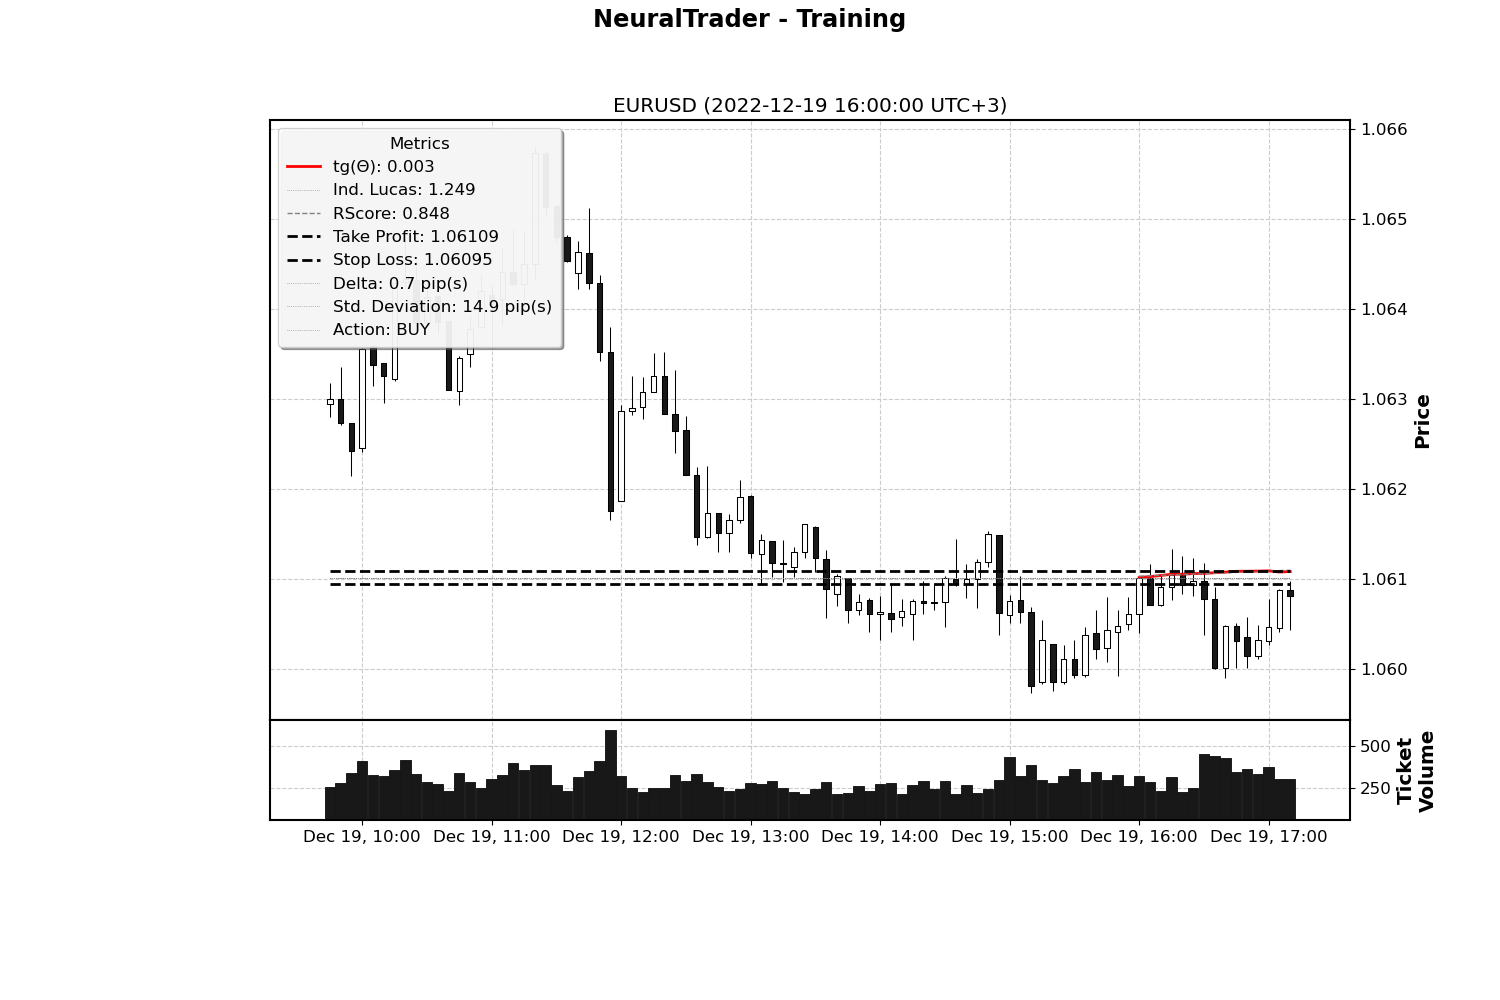 NeuralTrader - Training
EURUSD (2022-12-19 16:00:00 UTC+3)
Metrics
tg(Θ): 0.003
Ind. Lucas: 1.249
RScore: 0.848
Take Profit: 1.06109
Stop Loss: 1.06095
Delta: 0.7 pip(s)
Std. Deviation: 14.9 pip(s)
Action: BUY
1.066
1.065
1.064
1.063
1.062
1.061
1.060
Price
500
250
Ticket
Volume
Dec 19, 10:00 Dec 19, 11:00 Dec 19, 12:00 Dec 19, 13:00 Dec 19, 14:00 Dec 19, 15:00 Dec 19, 16:00 Dec 19, 17:00